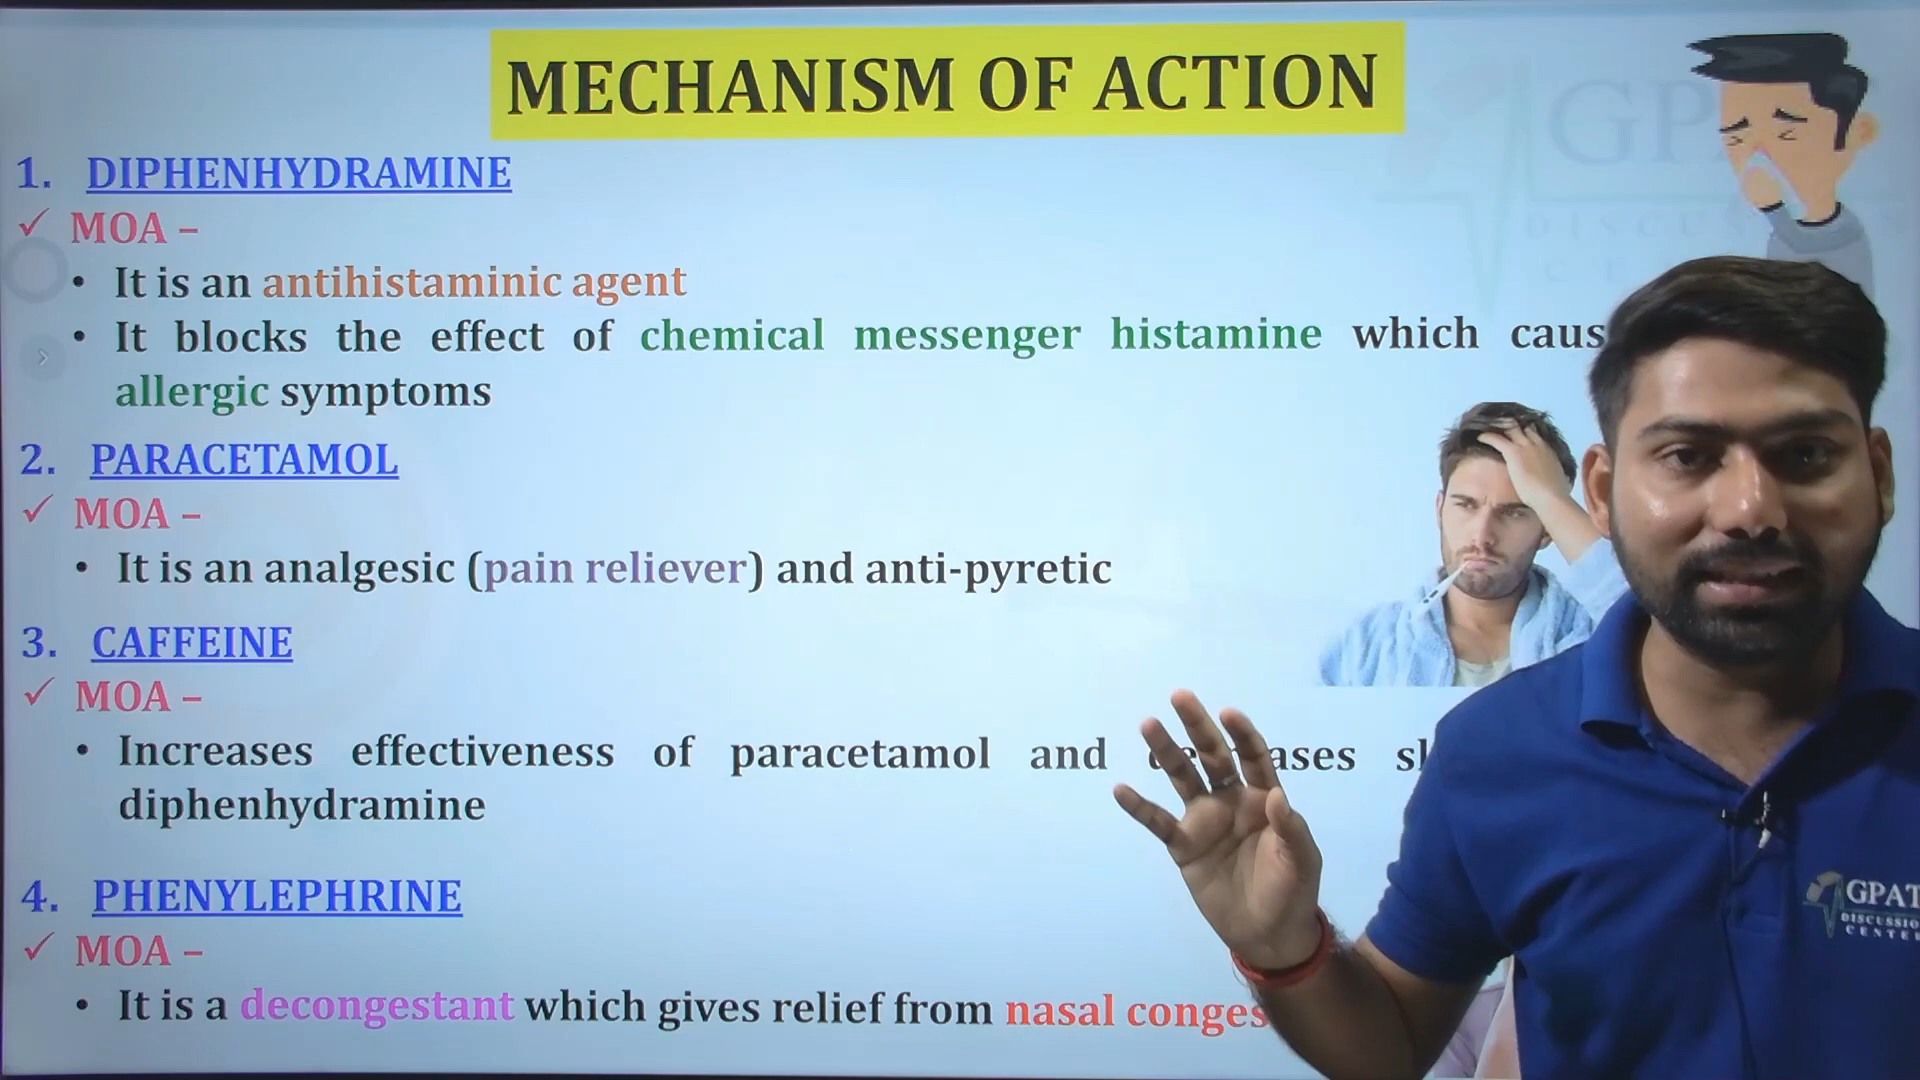 MECHANISM OF ACTION
1. DIPHENHYDRAMINE
✓ MOA –
• It is an antihistaminic agent
• It blocks the effect of chemical messenger histamine which caus
allergic symptoms
2. PARACETAMOL
✓ MOA –
• It is an analgesic (pain reliever) and anti-pyretic
3. CAFFEINE
✓ MOA –
• Increases effectiveness of paracetamol and
diphenhydramine
4. PHENYLEPHRINE
✓ MOA –
• It is a decongestant which gives relief from nasal conges
GPAT
DISCUSSIO
CENTE